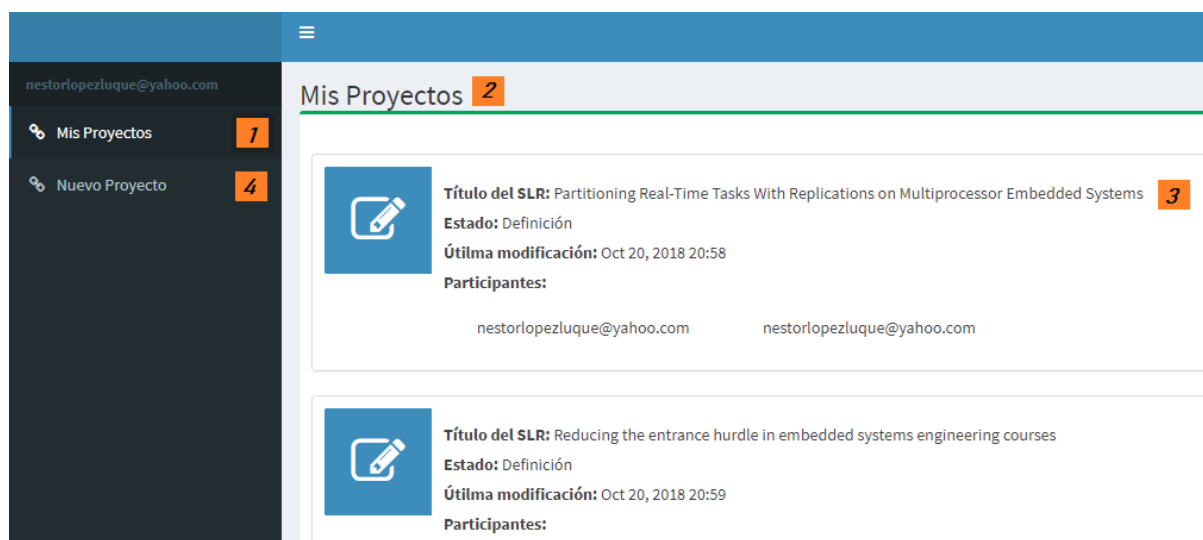 nestorlopezluque@yahoo.com
Mis Proyectos 1
Nuevo Proyecto 4
Mis Proyectos 2
Título del SLR: Partitioning Real-Time Tasks With Replications on Multiprocessor Embedded Systems 3
Estado: Definición
Útilma modificación: Oct 20, 2018 20:58
Participantes:
nestorlopezluque@yahoo.com nestorlopezluque@yahoo.com
Título del SLR: Reducing the entrance hurdle in embedded systems engineering courses
Estado: Definición
Útilma modificación: Oct 20, 2018 20:59
Participantes: